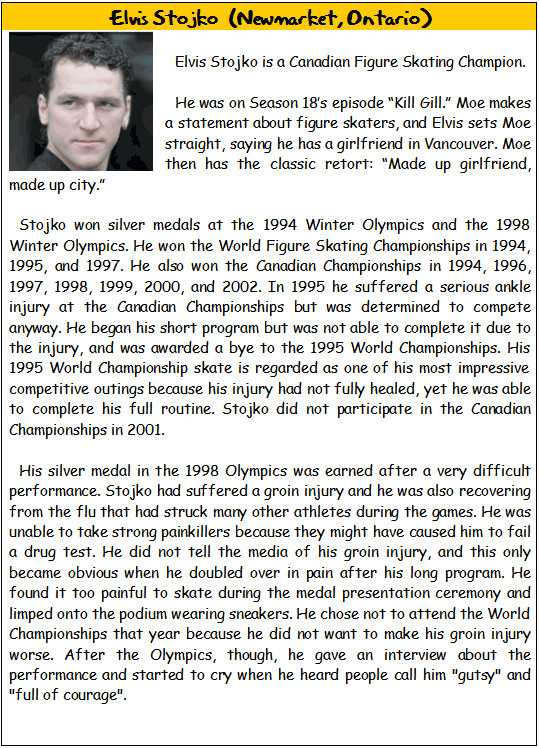 Elvis Stojko (Newmarket, Ontario)
Elvis Stojko is a Canadian Figure Skating Champion.
He was on Season 18's episode “Kill Gill.” Moe makes
a statement about figure skaters, and Elvis sets Moe
straight, saying he has a girlfriend in Vancouver. Moe
then has the classic retort: “Made up girlfriend,
made up city.”
Stojko won silver medals at the 1994 Winter Olympics and the 1998
Winter Olympics. He won the World Figure Skating Championships in 1994,
1995, and 1997. He also won the Canadian Championships in 1994, 1996,
1997, 1998, 1999, 2000, and 2002. In 1995 he suffered a serious ankle
injury at the Canadian Championships but was determined to compete
anyway. He began his short program but was not able to complete it due to
the injury, and was awarded a bye to the 1995 World Championships. His
1995 World Championship skate is regarded as one of his most impressive
competitive outings because his injury had not fully healed, yet he was able
to complete his full routine. Stojko did not participate in the Canadian
Championships in 2001.
His silver medal in the 1998 Olympics was earned after a very difficult
performance. Stojko had suffered a groin injury and he was also recovering
from the flu that had struck many other athletes during the games. He was
unable to take strong painkillers because they might have caused him to fail
a drug test. He did not tell the media of his groin injury, and this only
became obvious when he doubled over in pain after his long program. He
found it too painful to skate during the medal presentation ceremony and
limped onto the podium wearing sneakers. He chose not to attend the World
Championships that year because he did not want to make his groin injury
worse. After the Olympics, though, he gave an interview about the
performance and started to cry when he heard people call him "gutsy" and
"full of courage".